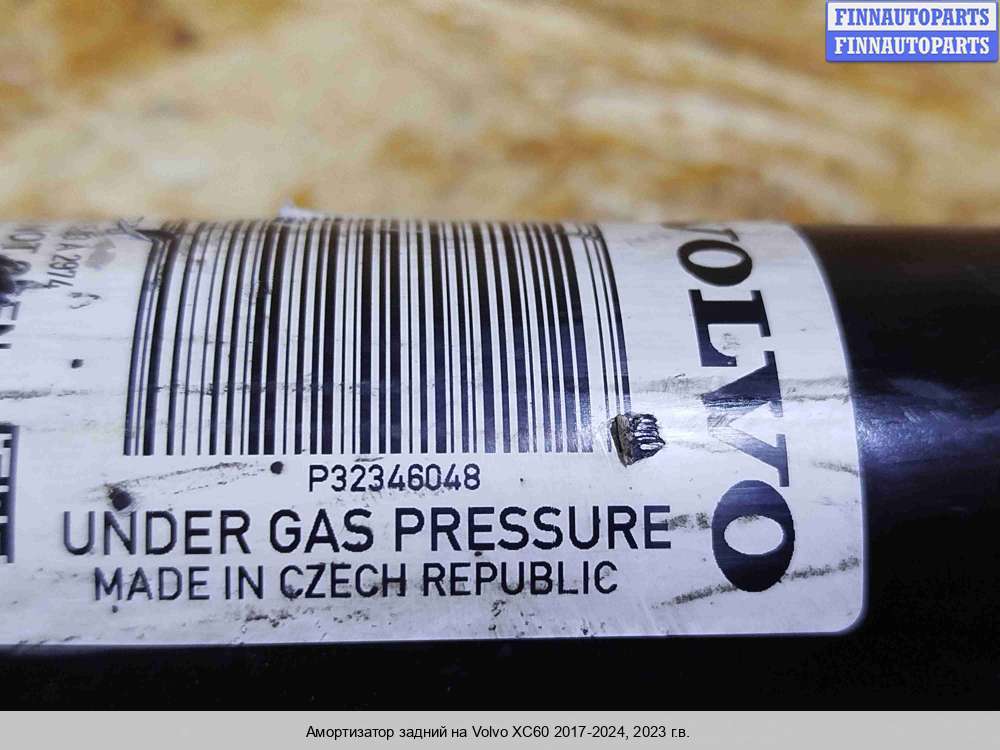 FINNAUTOPARTS
FINNAUTOPARTS
VOLVO
P32346048
UNDER GAS PRESSURE
MADE IN CZECH REPUBLIC
Амортизатор задний на Volvo XC60 2017-2024, 2023 г.в.